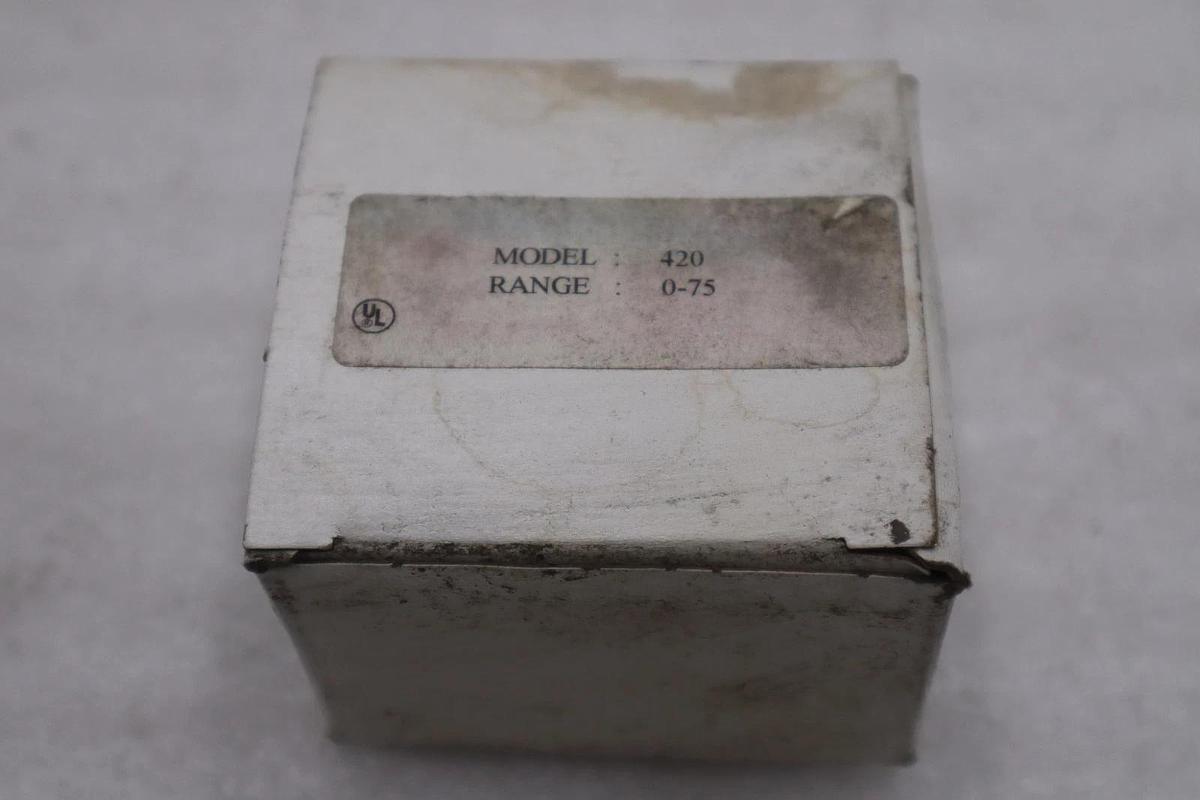 MODEL : 420
RANGE : 0-75
UL